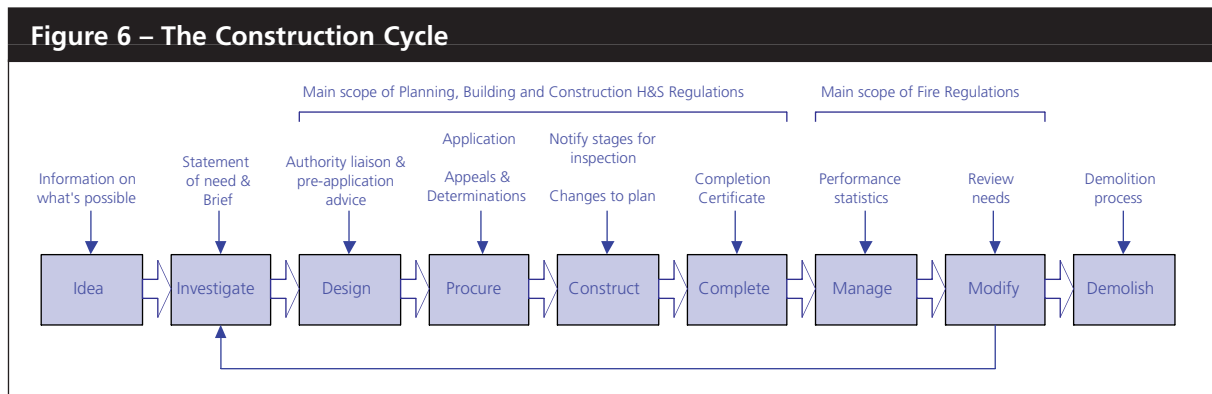 Figure 6 – The Construction Cycle
Main scope of Planning, Building and Construction H&S Regulations
Main scope of Fire Regulations
Information on
what's possible
Statement
of need &
Brief
Authority liaison &
pre-application
advice
Application
Appeals &
Determinations
Notify stages for
inspection
Changes to plan
Completion
Certificate
Performance
statistics
Review
needs
Demolition
process
Idea
Investigate
Design
Procure
Construct
Complete
Manage
Modify
Demolish